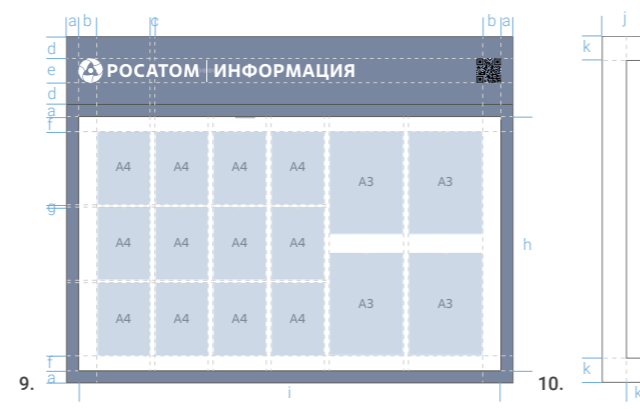 a b c b a j
d k
e РОСАТОМ ИНФОРМАЦИЯ
d
a
f
A4 A4 A4 A4 A3 A3
g
A4 A4 A4 A4 h
A4 A4 A4 A4 A3 A3
f k
a
9. i 10. k